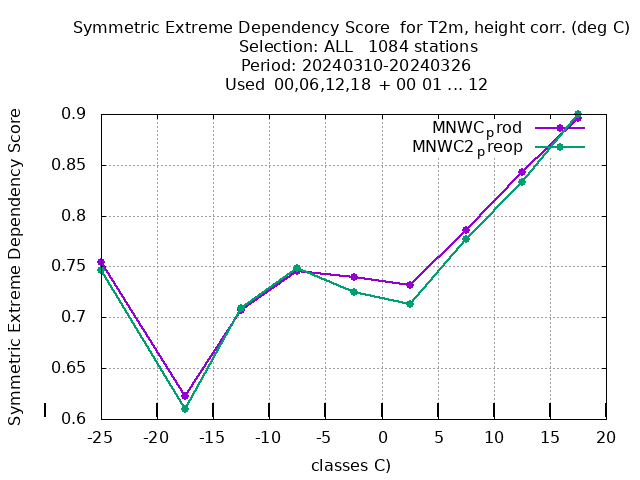 Symmetric Extreme Dependency Score  for T2m, height corr. (deg C)
Selection: ALL   1084 stations
Period: 20240310-20240326
Used  00,06,12,18 + 00 01 ... 12
Symmetric Extreme Dependency Score
0.9
0.85
0.8
0.75
0.7
0.65
0.6
MNWCprod
MNWC2preop
-25 -20 -15 -10 -5 0 5 10 15 20
classes C)